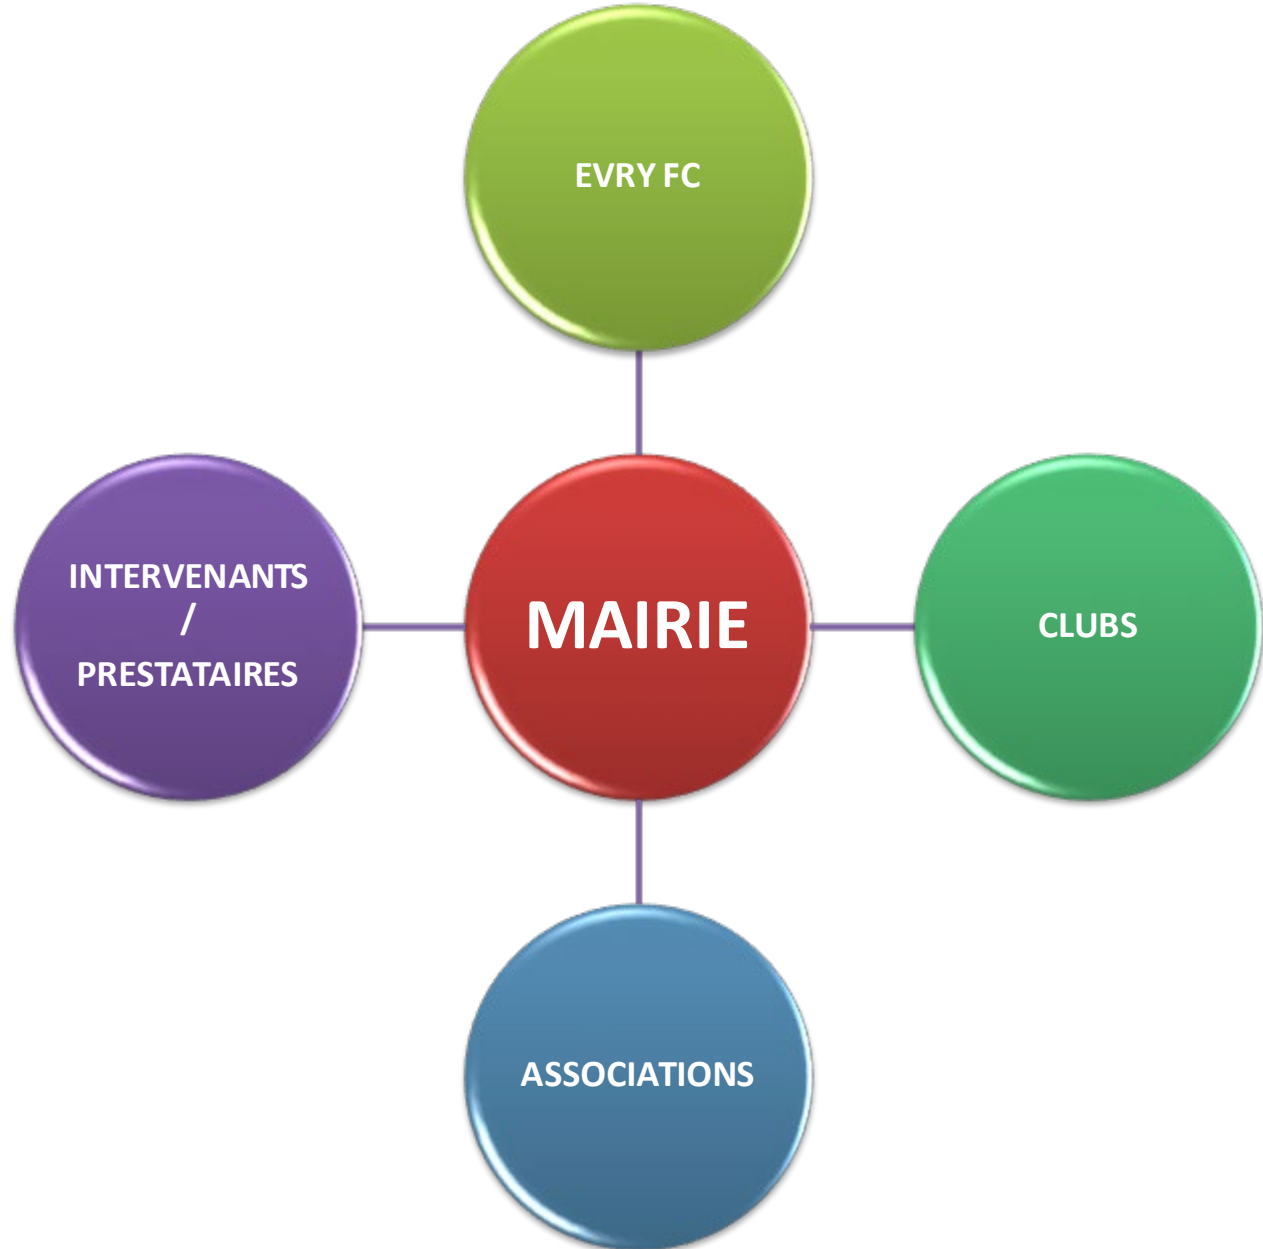 EVRY FC
INTERVENANTS
/
PRESTATAIRES
MAIRIE
CLUBS
ASSOCIATIONS